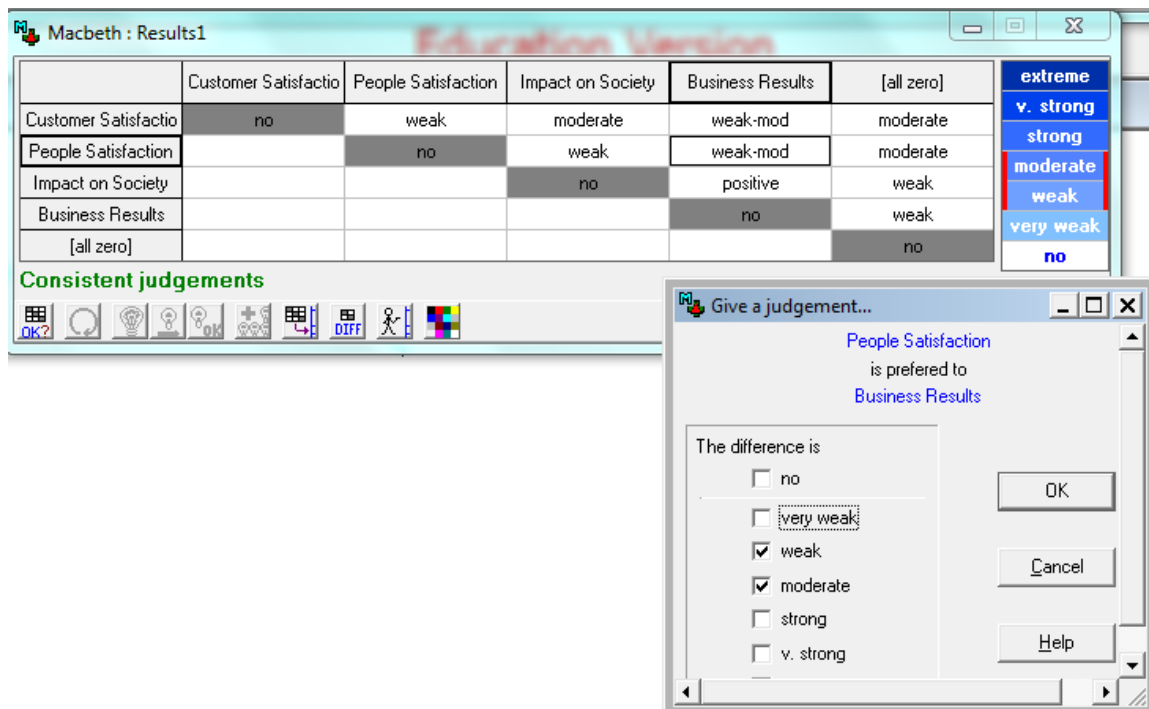 Macbeth : Results1
Education Version
Customer Satisfactio People Satisfaction Impact on Society Business Results [all zero]
Customer Satisfactio no weak moderate weak-mod moderate
People Satisfaction no weak weak-mod moderate
Impact on Society no positive weak
Business Results no weak
[all zero] no
extreme
v. strong
strong
moderate
weak
very weak
no
Consistent judgements
OK?
OK
DIFF
Give a judgement...
People Satisfaction
is prefered to
Business Results
The difference is
no
very weak
weak
moderate
strong
v. strong
OK
Cancel
Help